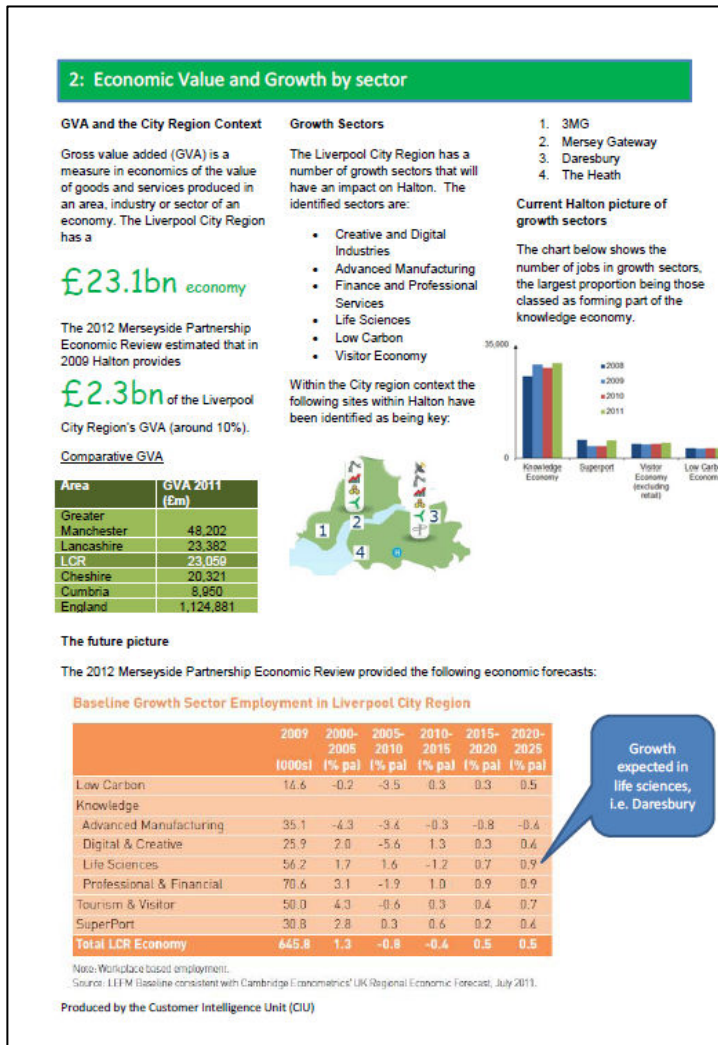 2: Economic Value and Growth by sector
GVA and the City Region Context
Gross value added (GVA) is a
measure in economics of the value
of goods and services produced in
an area, industry or sector of an
economy. The Liverpool City Region
has a
£23.1bn economy
The 2012 Merseyside Partnership
Economic Review estimated that in
2009 Halton provides
£2.3bn of the Liverpool
City Region's GVA (around 10%).
Comparative GVA
Area GVA 2011
(£m)
Greater
Manchester 48,202
Lancashire 23,382
LCR 23,059
Cheshire 20,321
Cumbria 8,950
England 1,124,881
Growth Sectors
The Liverpool City Region has a
number of growth sectors that will
have an impact on Halton. The
identified sectors are:
• Creative and Digital
Industries
• Advanced Manufacturing
• Finance and Professional
Services
• Life Sciences
• Low Carbon
• Visitor Economy
Within the City region context the
following sites within Halton have
been identified as being key:
1
2
3
4
1. 3MG
2. Mersey Gateway
3. Daresbury
4. The Heath
Current Halton picture of
growth sectors
The chart below shows the
number of jobs in growth sectors,
the largest proportion being those
classed as forming part of the
knowledge economy.
35,000
2008
2009
2010
2011
0
Knowledge
Economy
Superport
Visitor
Economy
(excluding
retail)
Low Carb
Econom
The future picture
The 2012 Merseyside Partnership Economic Review provided the following economic forecasts:
Baseline Growth Sector Employment in Liverpool City Region
2009 2000- 2005- 2010- 2015- 2020-
2005 2010 2015 2020 2025
(000s) (% pa) (% pa) (% pa) (% pa) (% pa)
Low Carbon 14.6 -0.2 -3.5 0.3 0.3 0.5
Knowledge
Advanced Manufacturing 35.1 -4.3 -3.4 -0.3 -0.8 -0.4
Digital & Creative 25.9 2.0 -5.6 1.3 0.3 0.4
Life Sciences 56.2 1.7 1.6 -1.2 0.7 0.9
Professional & Financial 70.6 3.1 -1.9 1.0 0.9 0.9
Tourism & Visitor 50.0 4.3 -0.6 0.3 0.4 0.7
SuperPort 30.8 2.8 0.3 0.6 0.2 0.4
Total LCR Economy 645.8 1.3 -0.8 -0.4 0.5 0.5
Growth
expected in
life sciences,
i.e. Daresbury
Note: Workplace based employment.
Source: LEFM Baseline consistent with Cambridge Econometrics' UK Regional Economic Forecast, July 2011.
Produced by the Customer Intelligence Unit (CIU)